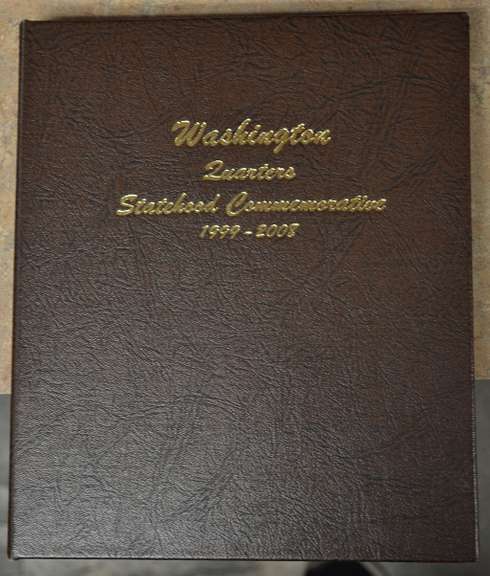 Washington
Quarters
Statehood Commemorative
1999-2008